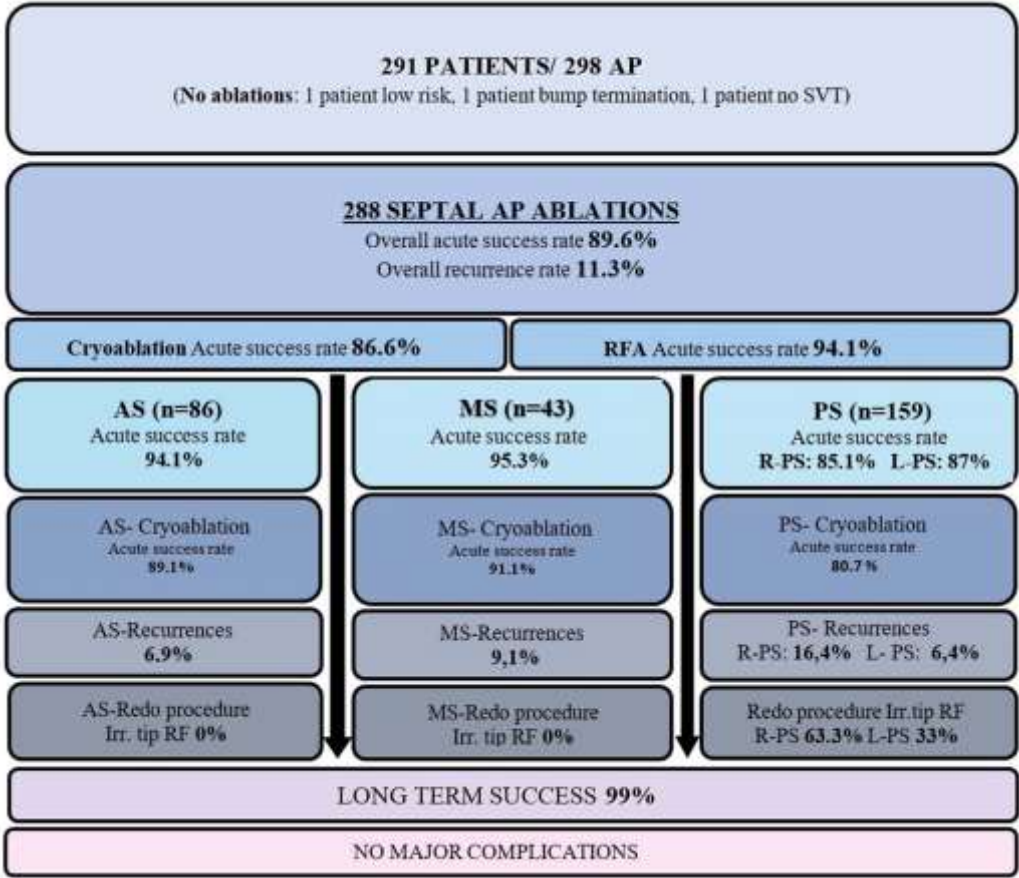 291 PATIENTS/ 298 AP
(No ablations: 1 patient low risk, 1 patient bump termination, 1 patient no SVT)
288 SEPTAL AP ABLATIONS
Overall acute success rate 89.6%
Overall recurrence rate 11.3%
Cryoablation Acute success rate 86.6%
RFA Acute success rate 94.1%
AS (n=86)
Acute success rate
94.1%
MS (n=43)
Acute success rate
95.3%
PS (n=159)
Acute success rate
R-PS: 85.1% L-PS: 87%
AS- Cryoablation
Acute success rate
89.1%
MS- Cryoablation
Acute success rate
91.1%
PS- Cryoablation
Acute success rate
80.7 %
AS-Recurrences
6.9%
MS-Recurrences
9,1%
PS- Recurrences
R-PS: 16,4% L- PS: 6,4%
AS-Redo procedure
Irr. tip RF 0%
MS-Redo procedure
Irr. tip RF 0%
Redo procedure Irr.tip RF
R-PS 63.3% L-PS 33%
LONG TERM SUCCESS 99%
NO MAJOR COMPLICATIONS